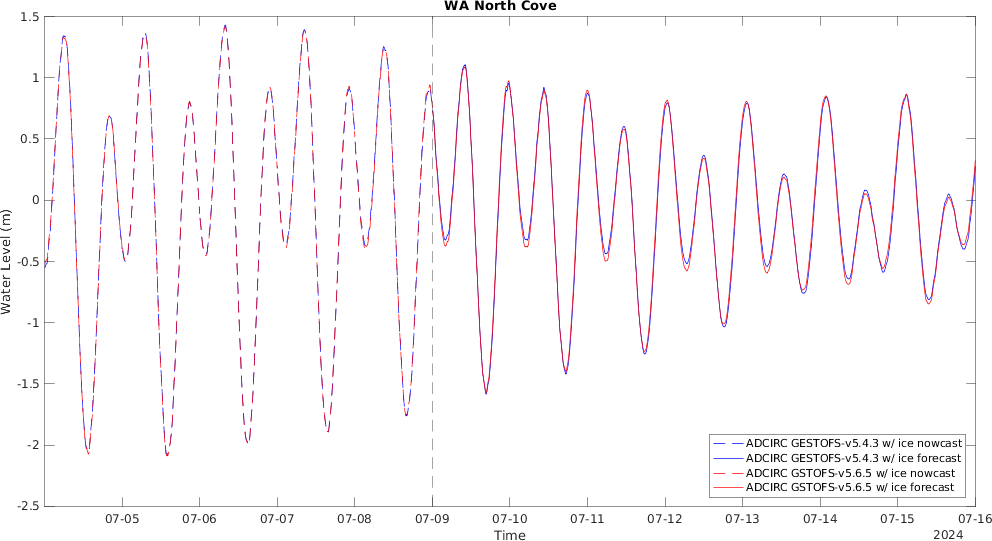 WA North Cove
1.5
1
0.5
0
-0.5
-1
-1.5
-2
-2.5
Water Level (m)
07-05 07-06 07-07 07-08 07-09 07-10 07-11 07-12 07-13 07-14 07-15 07-16
Time
2024
ADCIRC GESTOFS-v5.4.3 w/ ice nowcast
ADCIRC GESTOFS-v5.4.3 w/ ice forecast
ADCIRC GSTOFS-v5.6.5 w/ ice nowcast
ADCIRC GSTOFS-v5.6.5 w/ ice forecast